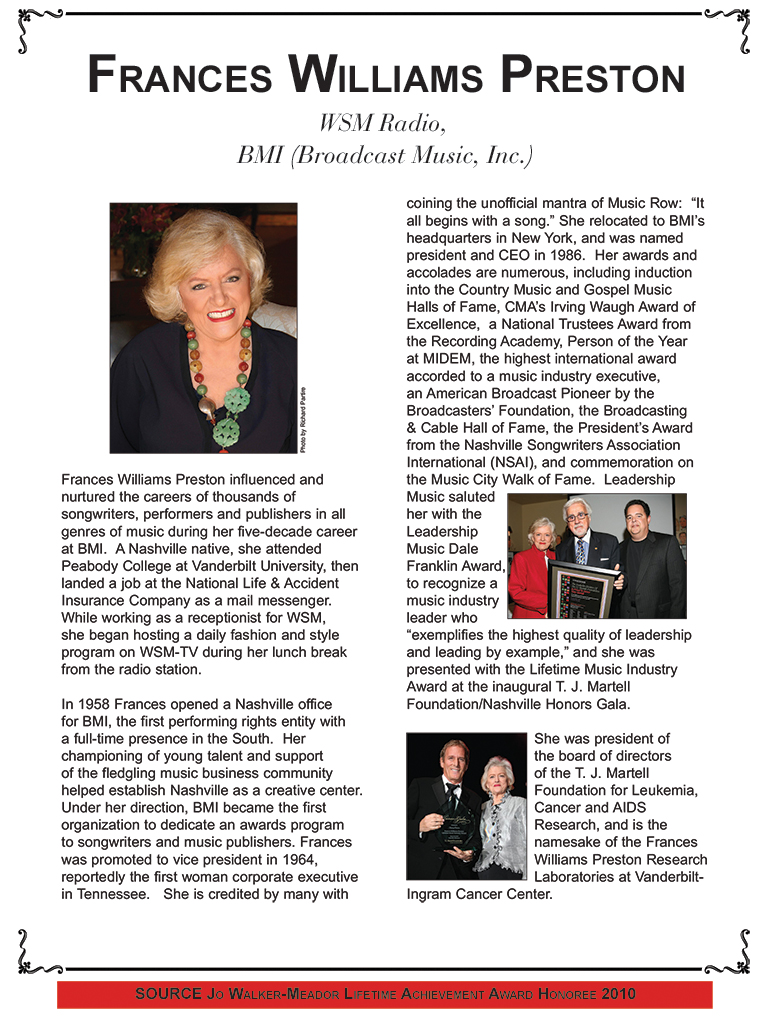 Frances Williams Preston
WSM Radio,
BMI (Broadcast Music, Inc.)
Photo by Richard Partire
Frances Williams Preston influenced and
nurtured the careers of thousands of
songwriters, performers and publishers in all
genres of music during her five-decade career
at BMI.  A Nashville native, she attended
Peabody College at Vanderbilt University, then
landed a job at the National Life & Accident
Insurance Company as a mail messenger.
While working as a receptionist for WSM,
she began hosting a daily fashion and style
program on WSM-TV during her lunch break
from the radio station.
In 1958 Frances opened a Nashville office
for BMI, the first performing rights entity with
a full-time presence in the South.  Her
championing of young talent and support
of the fledgling music business community
helped establish Nashville as a creative center.
Under her direction, BMI became the first
organization to dedicate an awards program
to songwriters and music publishers. Frances
was promoted to vice president in 1964,
reportedly the first woman corporate executive
in Tennessee.   She is credited by many with
coining the unofficial mantra of Music Row:  “It
all begins with a song.” She relocated to BMI’s
headquarters in New York, and was named
president and CEO in 1986.  Her awards and
accolades are numerous, including induction
into the Country Music and Gospel Music
Halls of Fame, CMA’s Irving Waugh Award of
Excellence,  a National Trustees Award from
the Recording Academy, Person of the Year
at MIDEM, the highest international award
accorded to a music industry executive,
an American Broadcast Pioneer by the
Broadcasters’ Foundation, the Broadcasting
& Cable Hall of Fame, the President’s Award
from the Nashville Songwriters Association
International (NSAI), and commemoration on
the Music City Walk of Fame.  Leadership
Music saluted
her with the
Leadership
Music Dale
Franklin Award,
to recognize a
music industry
leader who
“exemplifies the highest quality of leadership
and leading by example,” and she was
presented with the Lifetime Music Industry
Award at the inaugural T. J. Martell
Foundation/Nashville Honors Gala.
She was president of
the board of directors
of the T. J. Martell
Foundation for Leukemia,
Cancer and AIDS
Research, and is the
namesake of the Frances
Williams Preston Research
Laboratories at Vanderbilt-
Ingram Cancer Center.
SOURCE Jo Walker-Meador Lifetime Achievement Award Honoree 2010